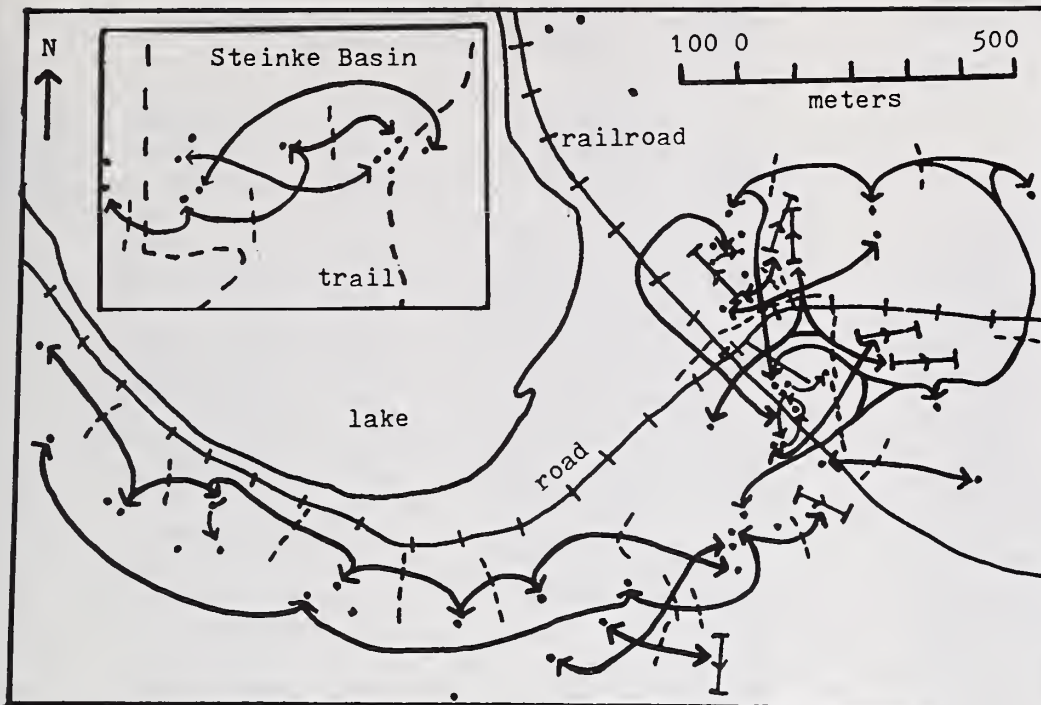 N
Steinke Basin
trail
100 0 500
meters
railroad
lake
road